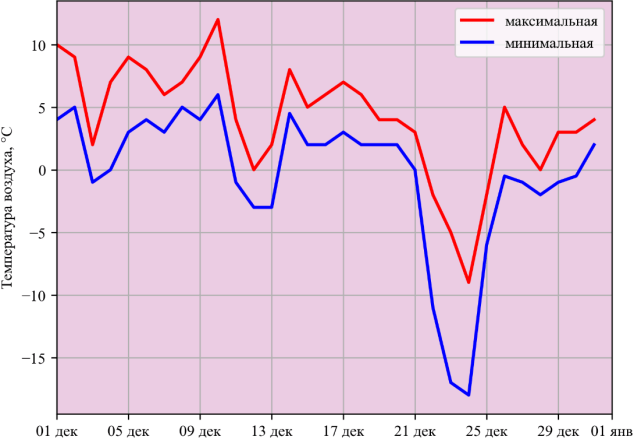 максимальная
минимальная
Температура воздуха, °C
10
5
0
−5
−10
−15
01 дек
05 дек
09 дек
13 дек
17 дек
21 дек
25 дек
29 дек
01 янв